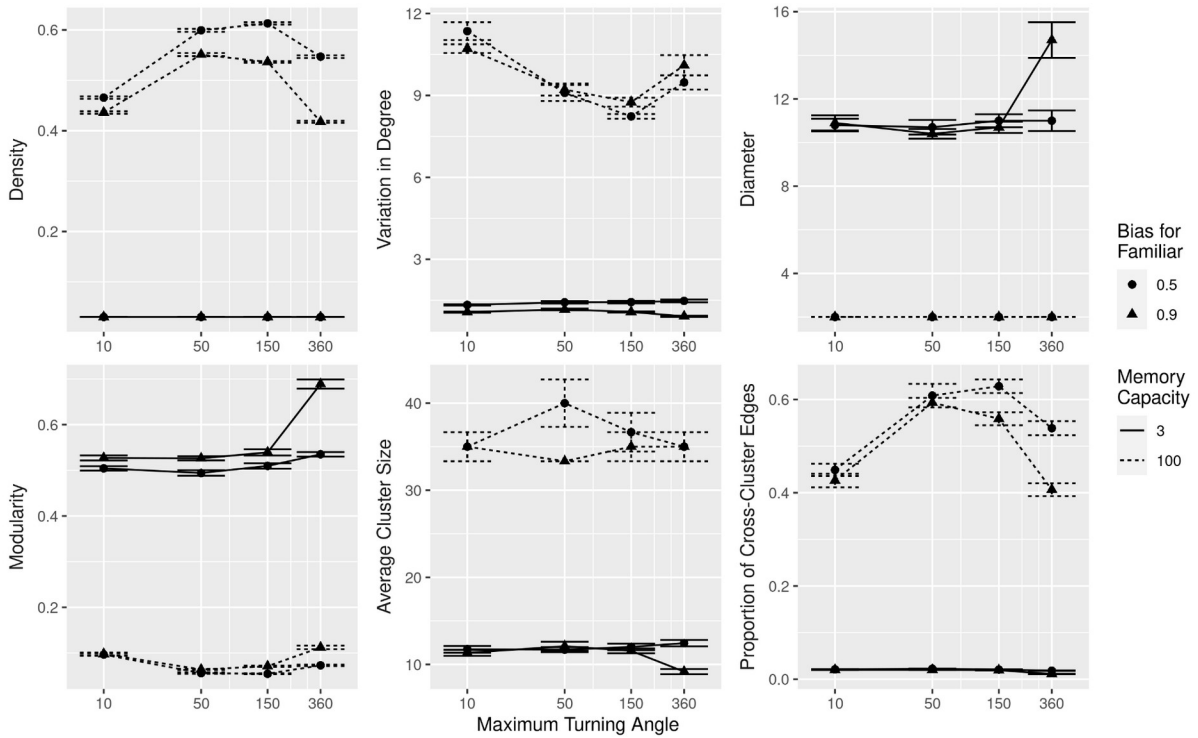 Density
0.6
0.4
0.2
10 50 150 360
Variation in Degree
12
9
6
3
10 50 150 360
Diameter
16
12
8
4
10 50 150 360
Modularity
0.6
0.4
0.2
10 50 150 360
Average Cluster Size
40
30
20
10
10 50 150 360
Maximum Turning Angle
Proportion of Cross-Cluster Edges
0.6
0.4
0.2
0.0
10 50 150 360
Bias for
Familiar
0.5
0.9
Memory
Capacity
3
100